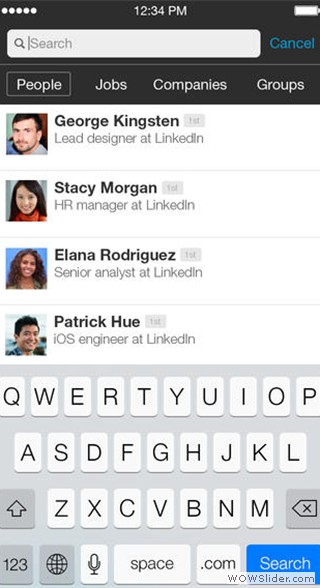 12:34 PM
Search Cancel
People Jobs Companies Groups
George Kingsten 1st
Lead designer at LinkedIn
Stacy Morgan 1st
HR manager at LinkedIn
Elana Rodriguez 1st
Senior analyst at LinkedIn
Patrick Hue 1st
iOS engineer at LinkedIn
Q W E R T Y U I O P
A S D F G H J K L
Z X C V B N M
123 space .com Search
WOWSlider.com